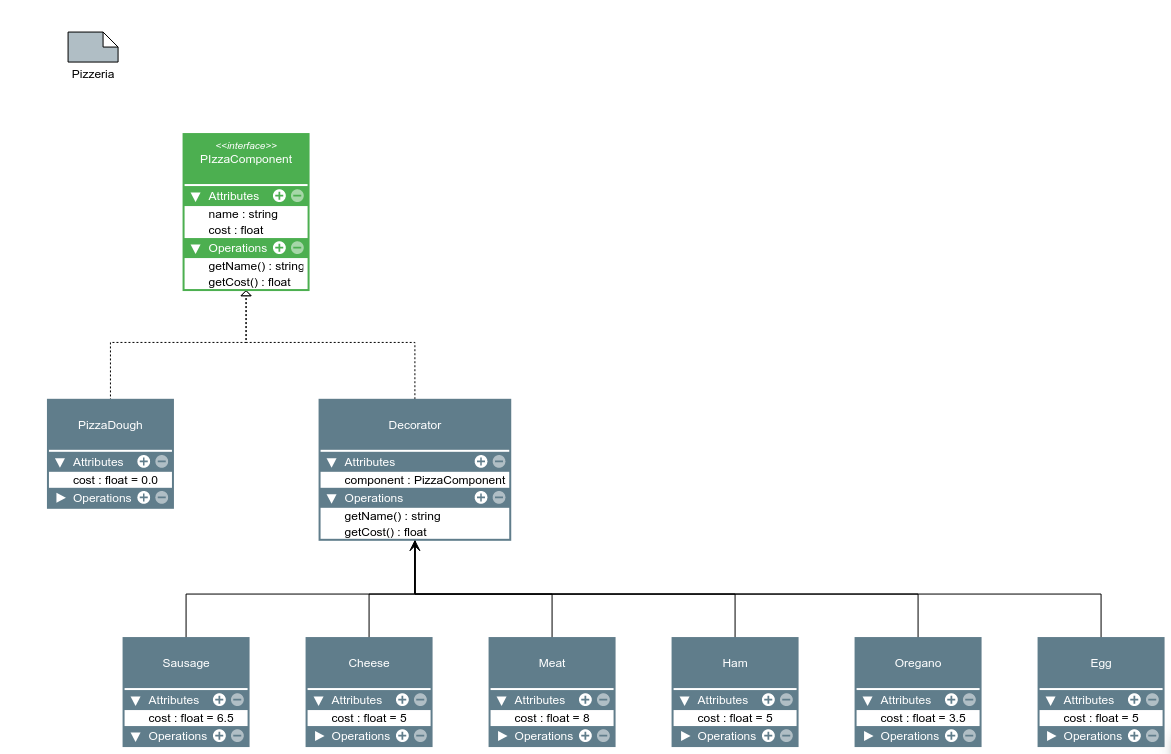 Pizzeria
<<interface>>
PIzzaComponent
Attributes
name : string
cost : float
Operations
getName() : string
getCost() : float
PizzaDough
Attributes
cost : float = 0.0
Operations
Decorator
Attributes
component : PizzaComponent
Operations
getName() : string
getCost() : float
Sausage
Attributes
cost : float = 6.5
Operations
Cheese
Attributes
cost : float = 5
Operations
Meat
Attributes
cost : float = 8
Operations
Ham
Attributes
cost : float = 5
Operations
Oregano
Attributes
cost : float = 3.5
Operations
Egg
Attributes
cost : float = 5
Operations